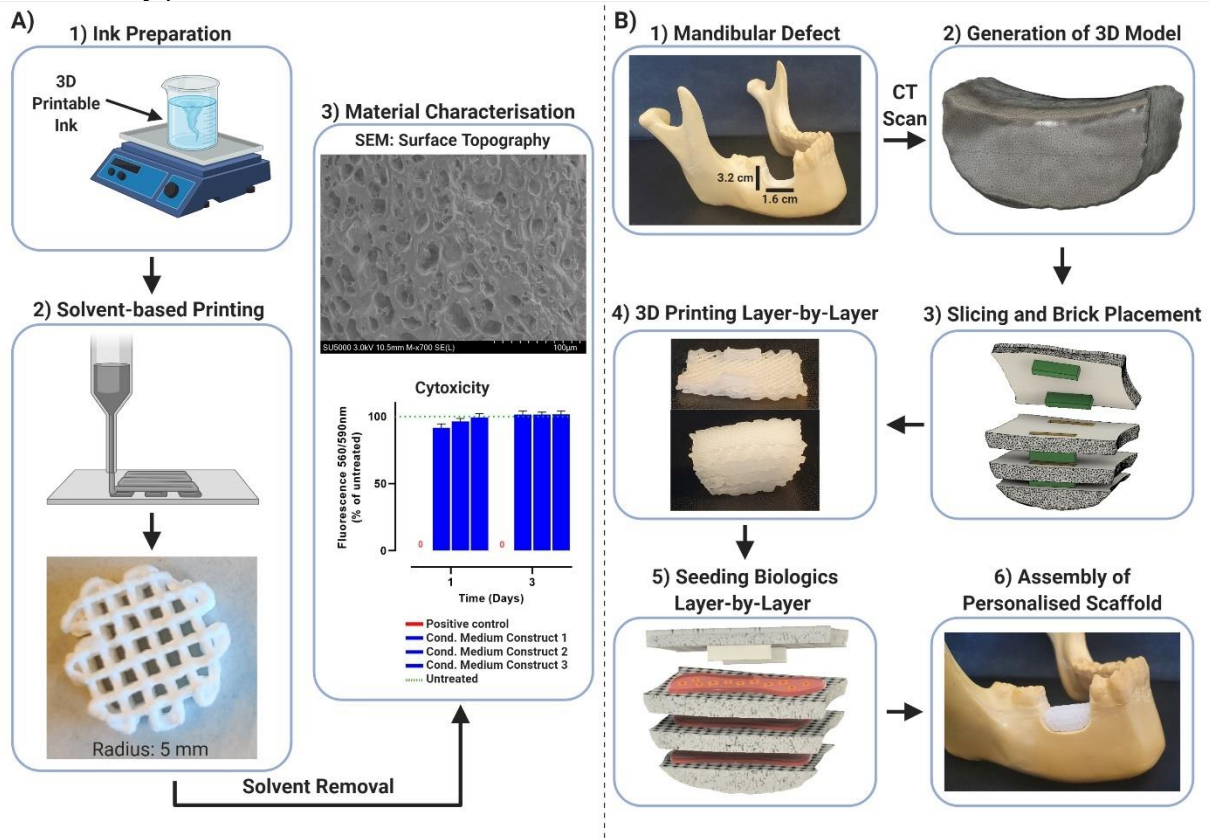 A)
1) Ink Preparation
3D
Printable
Ink
2) Solvent-based Printing
Radius: 5 mm
Solvent Removal
3) Material Characterisation
SEM: Surface Topography
SU5000 3.0kV 10.5mm M-x700 SE(L)
100µm
Cytoxicity
Fluorescence 560/590nm
(% of untreated)
100
50
0
0
0
1
3
Time (Days)
Positive control
Cond. Medium Construct 1
Cond. Medium Construct 2
Cond. Medium Construct 3
Untreated
B)
1) Mandibular Defect
3.2 cm
1.6 cm
CT
Scan
2) Generation of 3D Model
3) Slicing and Brick Placement
4) 3D Printing Layer-by-Layer
5) Seeding Biologics
Layer-by-Layer
6) Assembly of
Personalised Scaffold